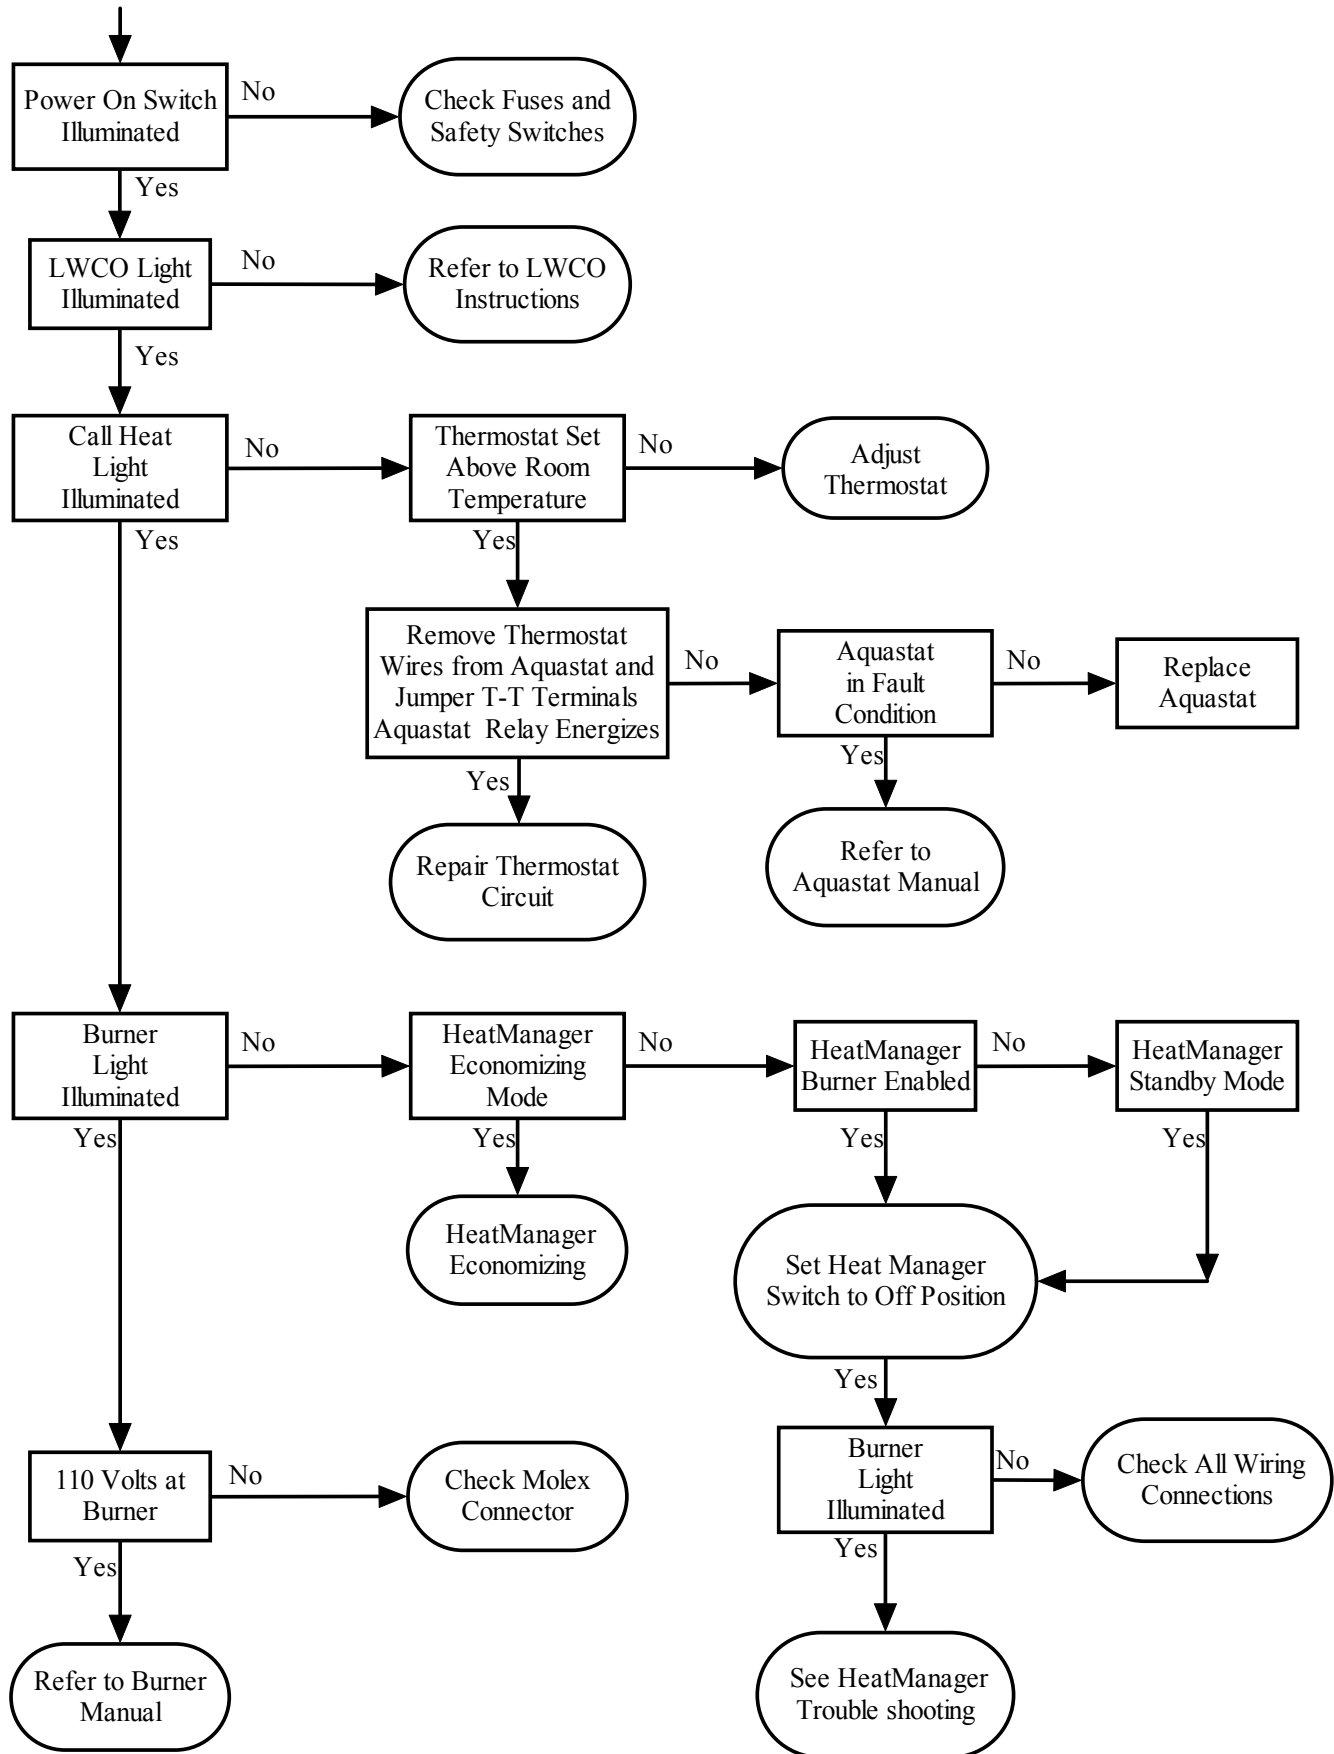 Power On Switch
Illuminated
No
Check Fuses and
Safety Switches
Yes
LWCO Light
Illuminated
No
Refer to LWCO
Instructions
Yes
Call Heat
Light
Illuminated
No
Thermostat Set
Above Room
Temperature
No
Adjust
Thermostat
Yes
Yes
Remove Thermostat
Wires from Aquastat and
Jumper T-T Terminals
Aquastat Relay Energizes
No
Aquastat
in Fault
Condition
No
Replace
Aquastat
Yes
Yes
Repair Thermostat
Circuit
Refer to
Aquastat Manual
Burner
Light
Illuminated
No
HeatManager
Economizing
Mode
No
HeatManager
Burner Enabled
No
HeatManager
Standby Mode
Yes
Yes
Yes
Yes
HeatManager
Economizing
Set Heat Manager
Switch to Off Position
Yes
110 Volts at
Burner
No
Check Molex
Connector
Burner
Light
Illuminated
No
Check All Wiring
Connections
Yes
Yes
Refer to Burner
Manual
See HeatManager
Trouble shooting